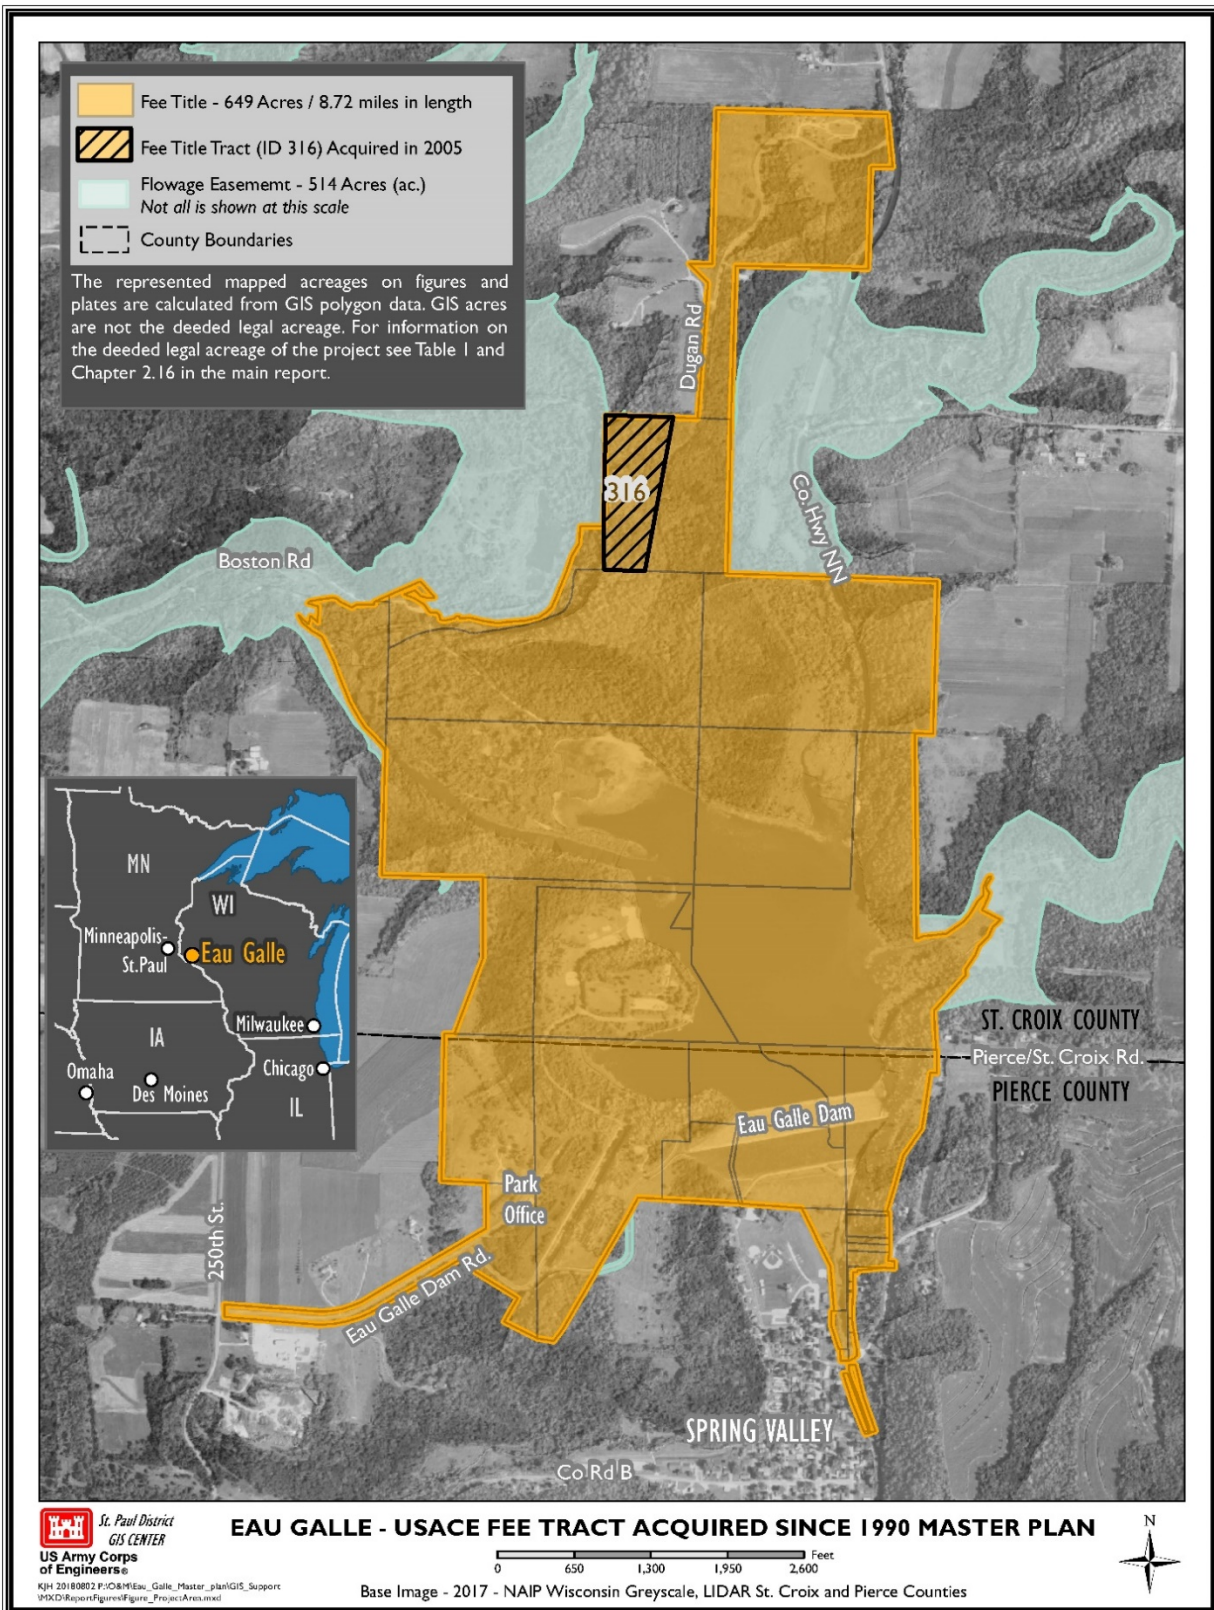 Fee Title - 649 Acres / 8.72 miles in length
Fee Title Tract (ID 316) Acquired in 2005
Flowage Easememt - 514 Acres (ac.)
Not all is shown at this scale
County Boundaries
The represented mapped acreages on figures and
plates are calculated from GIS polygon data. GIS acres
are not the deeded legal acreage. For information on
the deeded legal acreage of the project see Table 1 and
Chapter 2.16 in the main report.
Dugan Rd
316
Co. Hwy NN
Boston Rd
MN
WI
Minneapolis-
St.Paul
Eau Galle
Milwaukee
IA
Omaha
Des Moines
Chicago
IL
ST. CROIX COUNTY
Pierce/St. Croix Rd.
PIERCE COUNTY
Eau Galle Dam
Park
Office
250th St.
Eau Galle Dam Rd.
SPRING VALLEY
Co Rd B
St. Paul District
GIS CENTER
US Army Corps
of Engineers®
KJH 20180802 P:\O&M\Eau_Galle_Master_plan\GIS_Support
\MXD\ReportFigures\Figure_ProjectArea.mxd
EAU GALLE - USACE FEE TRACT ACQUIRED SINCE 1990 MASTER PLAN
Feet
0 650 1,300 1,950 2,600
Base Image - 2017 - NAIP Wisconsin Greyscale, LIDAR St. Croix and Pierce Counties
N